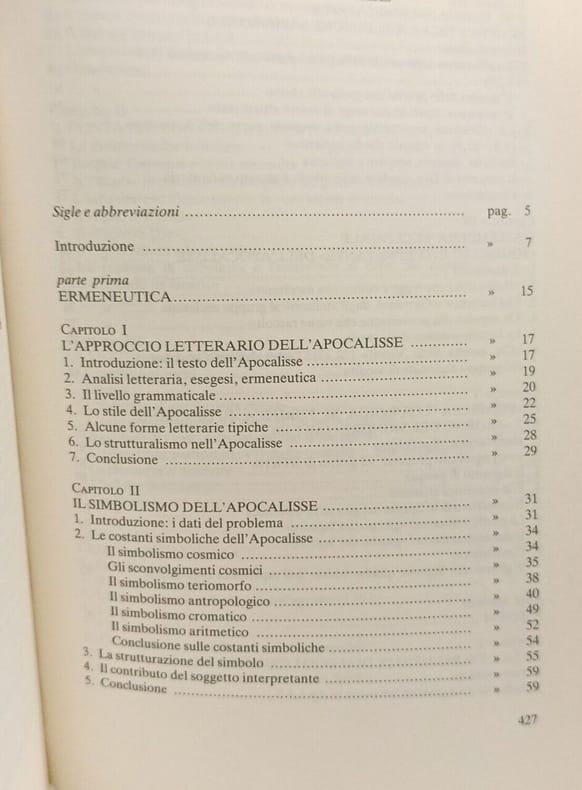 Sigle e abbreviazioni ........ pag. 5
Introduzione ........ » 7
parte prima
ERMENEUTICA ........ » 15
CAPITOLO I
L'APPROCCIO LETTERARIO DELL'APOCALISSE ........ » 17
1. Introduzione: il testo dell'Apocalisse ........ » 17
2. Analisi letteraria, esegesi, ermeneutica ........ » 19
3. Il livello grammaticale ........ » 20
4. Lo stile dell'Apocalisse ........ » 22
5. Alcune forme letterarie tipiche ........ » 25
6. Lo strutturalismo nell'Apocalisse ........ » 28
7. Conclusione ........ » 29
CAPITOLO II
IL SIMBOLISMO DELL'APOCALISSE ........ » 31
1. Introduzione: i dati del problema ........ » 31
2. Le costanti simboliche dell'Apocalisse ........ » 34
Il simbolismo cosmico ........ » 34
Gli sconvolgimenti cosmici ........ » 35
Il simbolismo teriomorfo ........ » 38
Il simbolismo antropologico ........ » 40
Il simbolismo cromatico ........ » 49
Il simbolismo aritmetico ........ » 52
Conclusione sulle costanti simboliche ........ » 54
3. La strutturazione del simbolo ........ » 55
4. Il contributo del soggetto interpretante ........ » 59
5. Conclusione ........ » 59
427